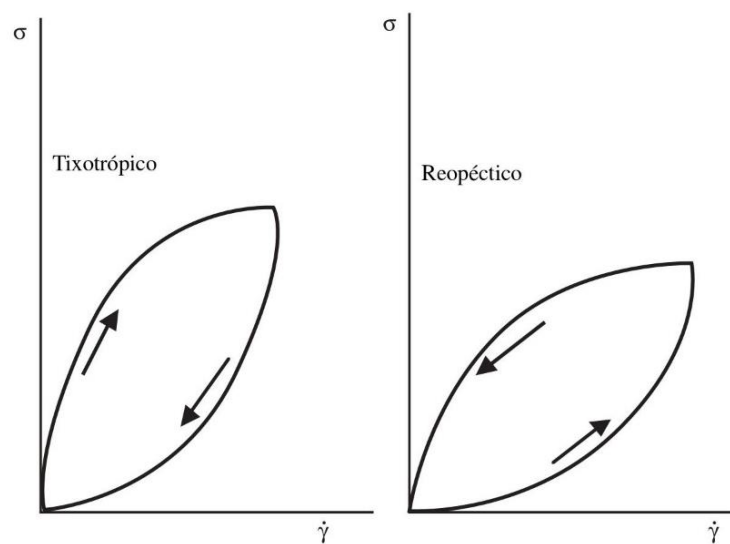 σ
Tixotrópico
γ̇
σ
Reopéctico
γ̇